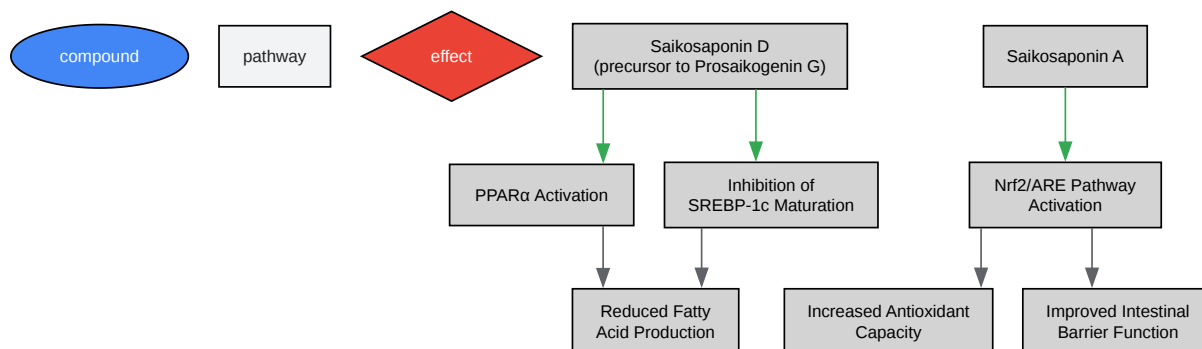 compound
pathway
effect
Saikosaponin D
(precursor to Prosaikogenin G)
Saikosaponin A
PPARα Activation
Inhibition of
SREBP-1c Maturation
Nrf2/ARE Pathway
Activation
Reduced Fatty
Acid Production
Increased Antioxidant
Capacity
Improved Intestinal
Barrier Function